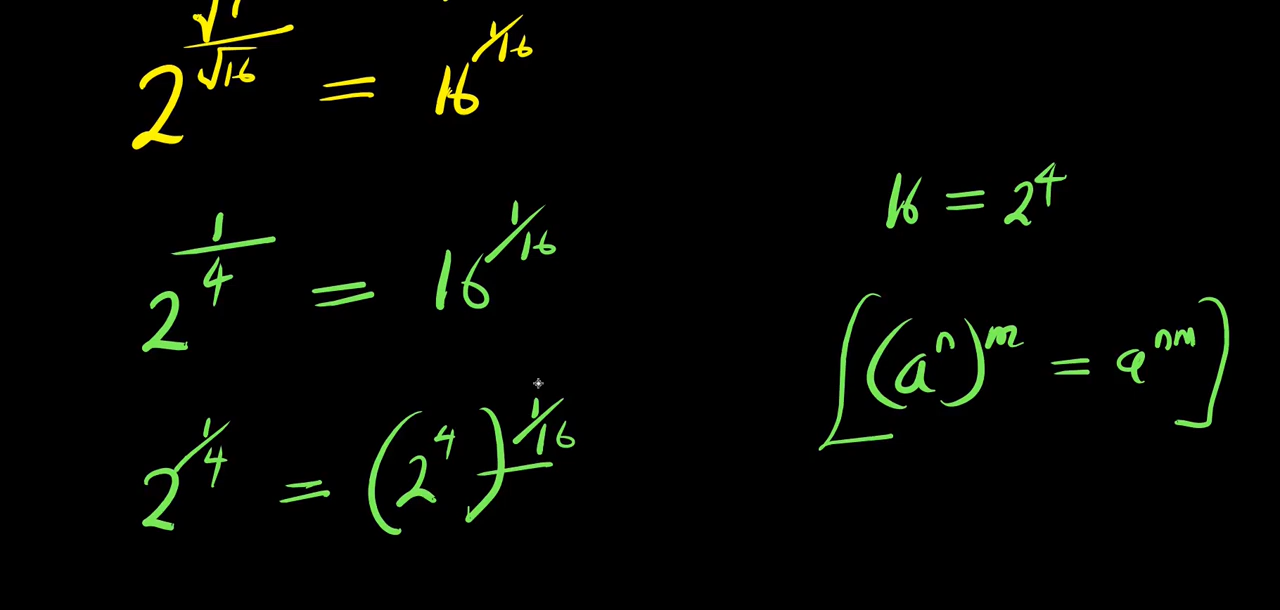 2^(√1/√16) = 16^(1/16)
2^(1/4) = 16^(1/16)
2^(1/4) = (2^4)^(1/16)
16 = 2^4
[(a^n)^m = a^(nm)]